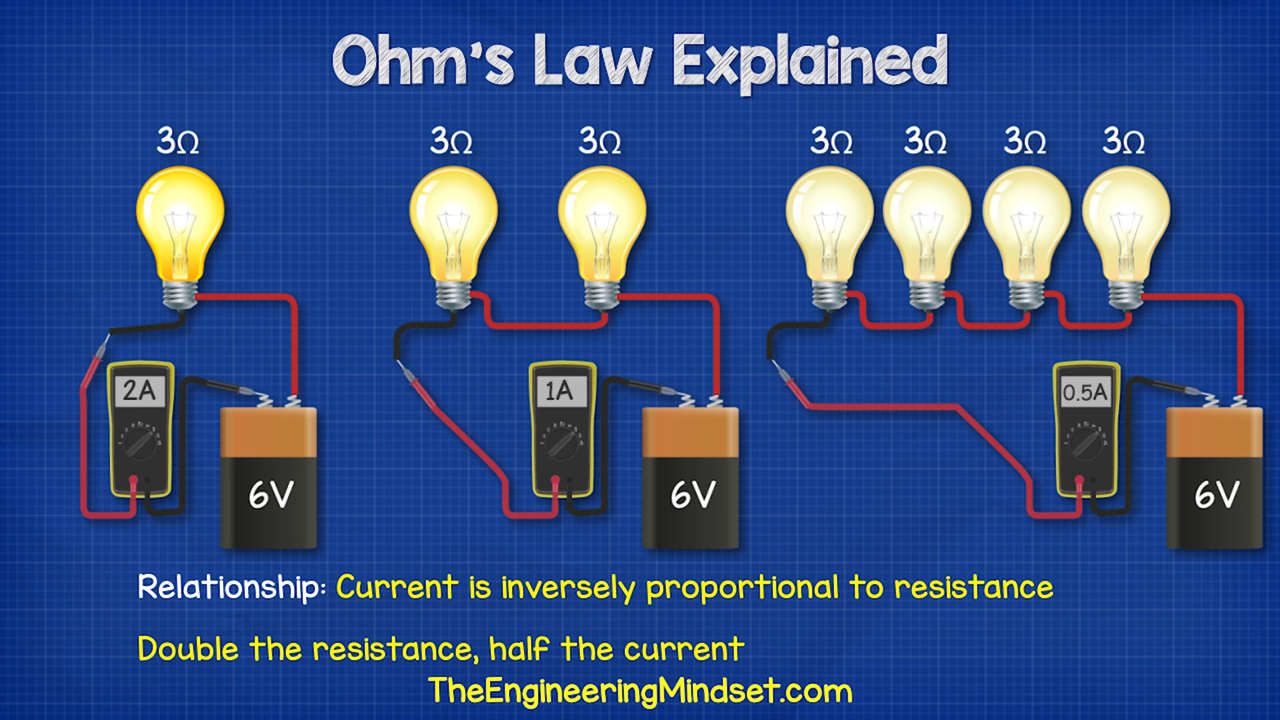 Ohm's Law Explained
3Ω
3Ω 3Ω
3Ω 3Ω 3Ω 3Ω
2A
6V
1A
6V
0.5A
6V
Relationship: Current is inversely proportional to resistance
Double the resistance, half the current
TheEngineeringMindset.com